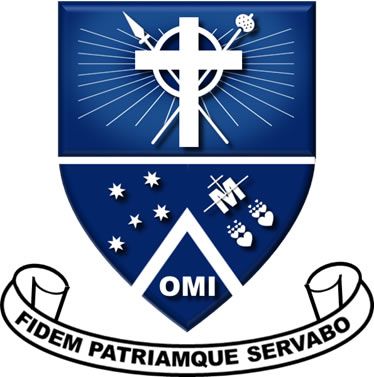 M
OMI
FIDEM PATRIAMQUE SERVABO